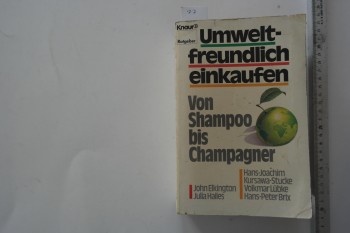 Knaur®
Ratgeber
Umwelt-
freundlich
einkaufen
Von
Shampoo
bis
Champagner
John Elkington
Julia Hailes
Hans-Joachim
Kursawa-Stucke
Volkmar Lübke
Hans-Peter Brix